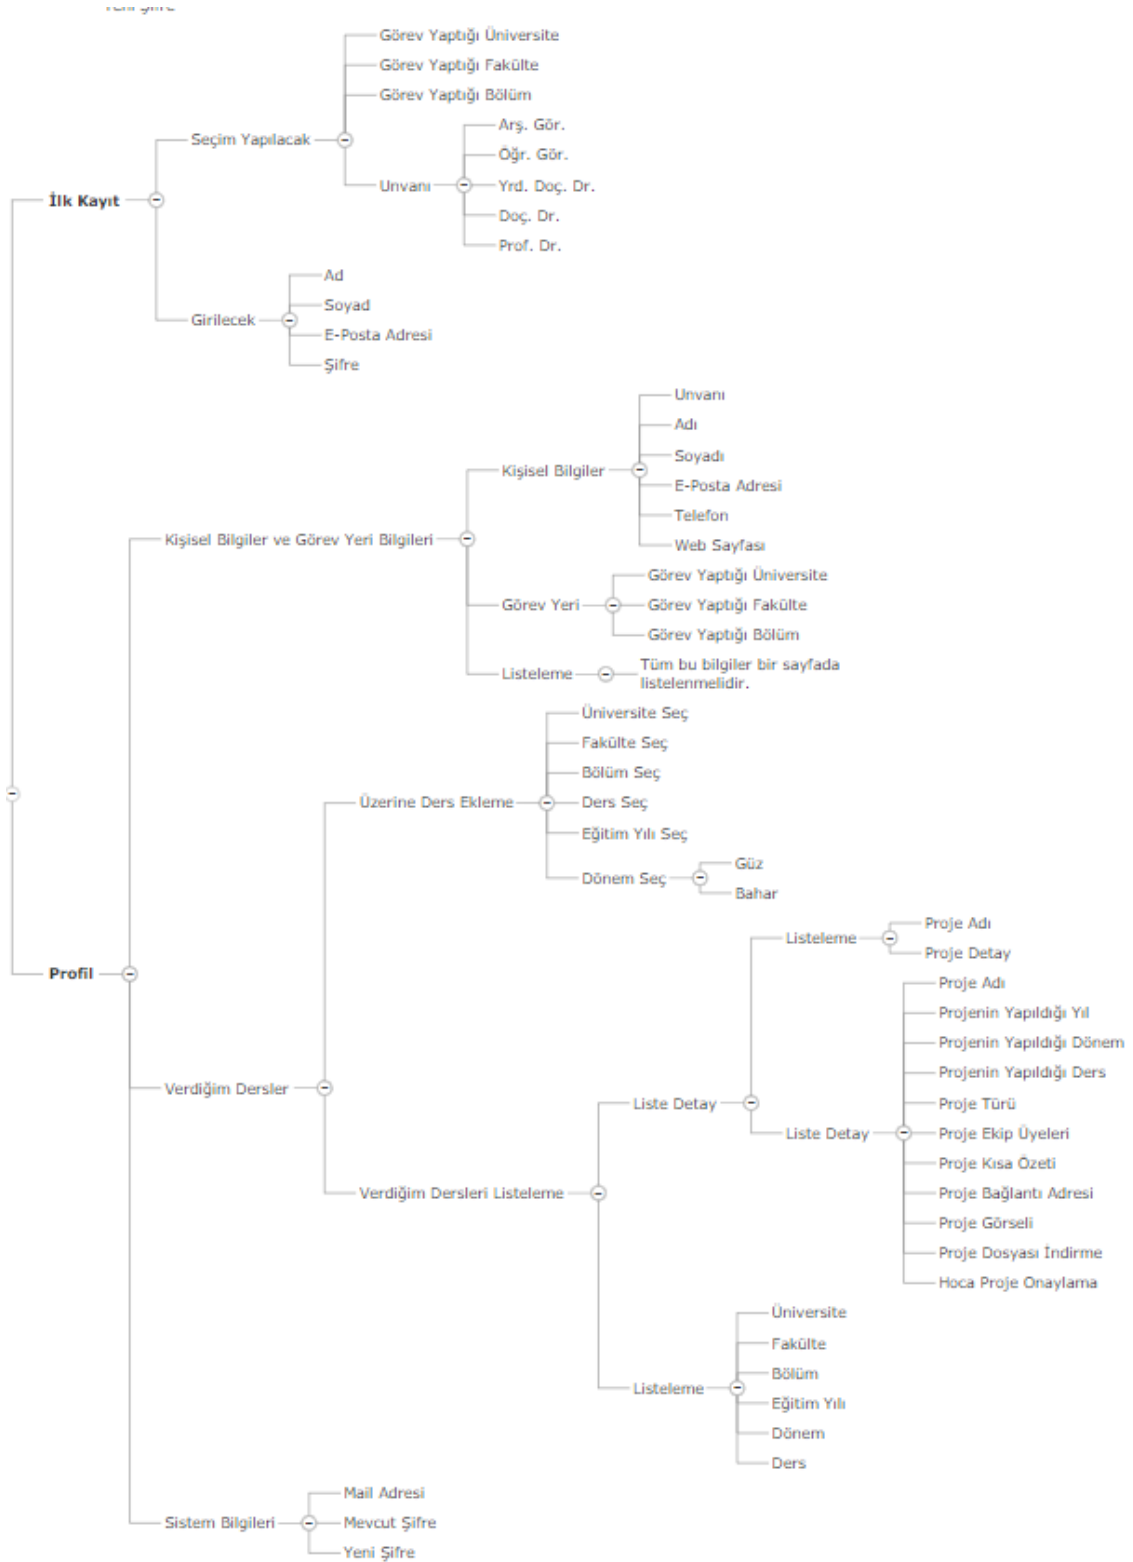 Yeni Şifre
Görev Yaptığı Üniversite
Görev Yaptığı Fakülte
Görev Yaptığı Bölüm
Seçim Yapılacak
Arş. Gör.
Öğr. Gör.
Unvanı
Yrd. Doç. Dr.
Doç. Dr.
Prof. Dr.
İlk Kayıt
Ad
Soyad
Girilecek
E-Posta Adresi
Şifre
Unvanı
Adı
Soyadı
Kişisel Bilgiler
E-Posta Adresi
Telefon
Web Sayfası
Kişisel Bilgiler ve Görev Yeri Bilgileri
Görev Yaptığı Üniversite
Görev Yeri
Görev Yaptığı Fakülte
Görev Yaptığı Bölüm
Listeleme
Tüm bu bilgiler bir sayfada
listelenmelidir.
Üniversite Seç
Fakülte Seç
Bölüm Seç
Üzerine Ders Ekleme
Ders Seç
Eğitim Yılı Seç
Dönem Seç
Güz
Bahar
Profil
Listeleme
Proje Adı
Proje Detay
Proje Adı
Projenin Yapıldığı Yıl
Projenin Yapıldığı Dönem
Projenin Yapıldığı Ders
Verdiğim Dersler
Liste Detay
Proje Türü
Liste Detay
Proje Ekip Üyeleri
Proje Kısa Özeti
Verdiğim Dersleri Listeleme
Proje Bağlantı Adresi
Proje Görseli
Proje Dosyası İndirme
Hoca Proje Onaylama
Üniversite
Fakülte
Bölüm
Listeleme
Eğitim Yılı
Dönem
Ders
Mail Adresi
Sistem Bilgileri
Mevcut Şifre
Yeni Şifre